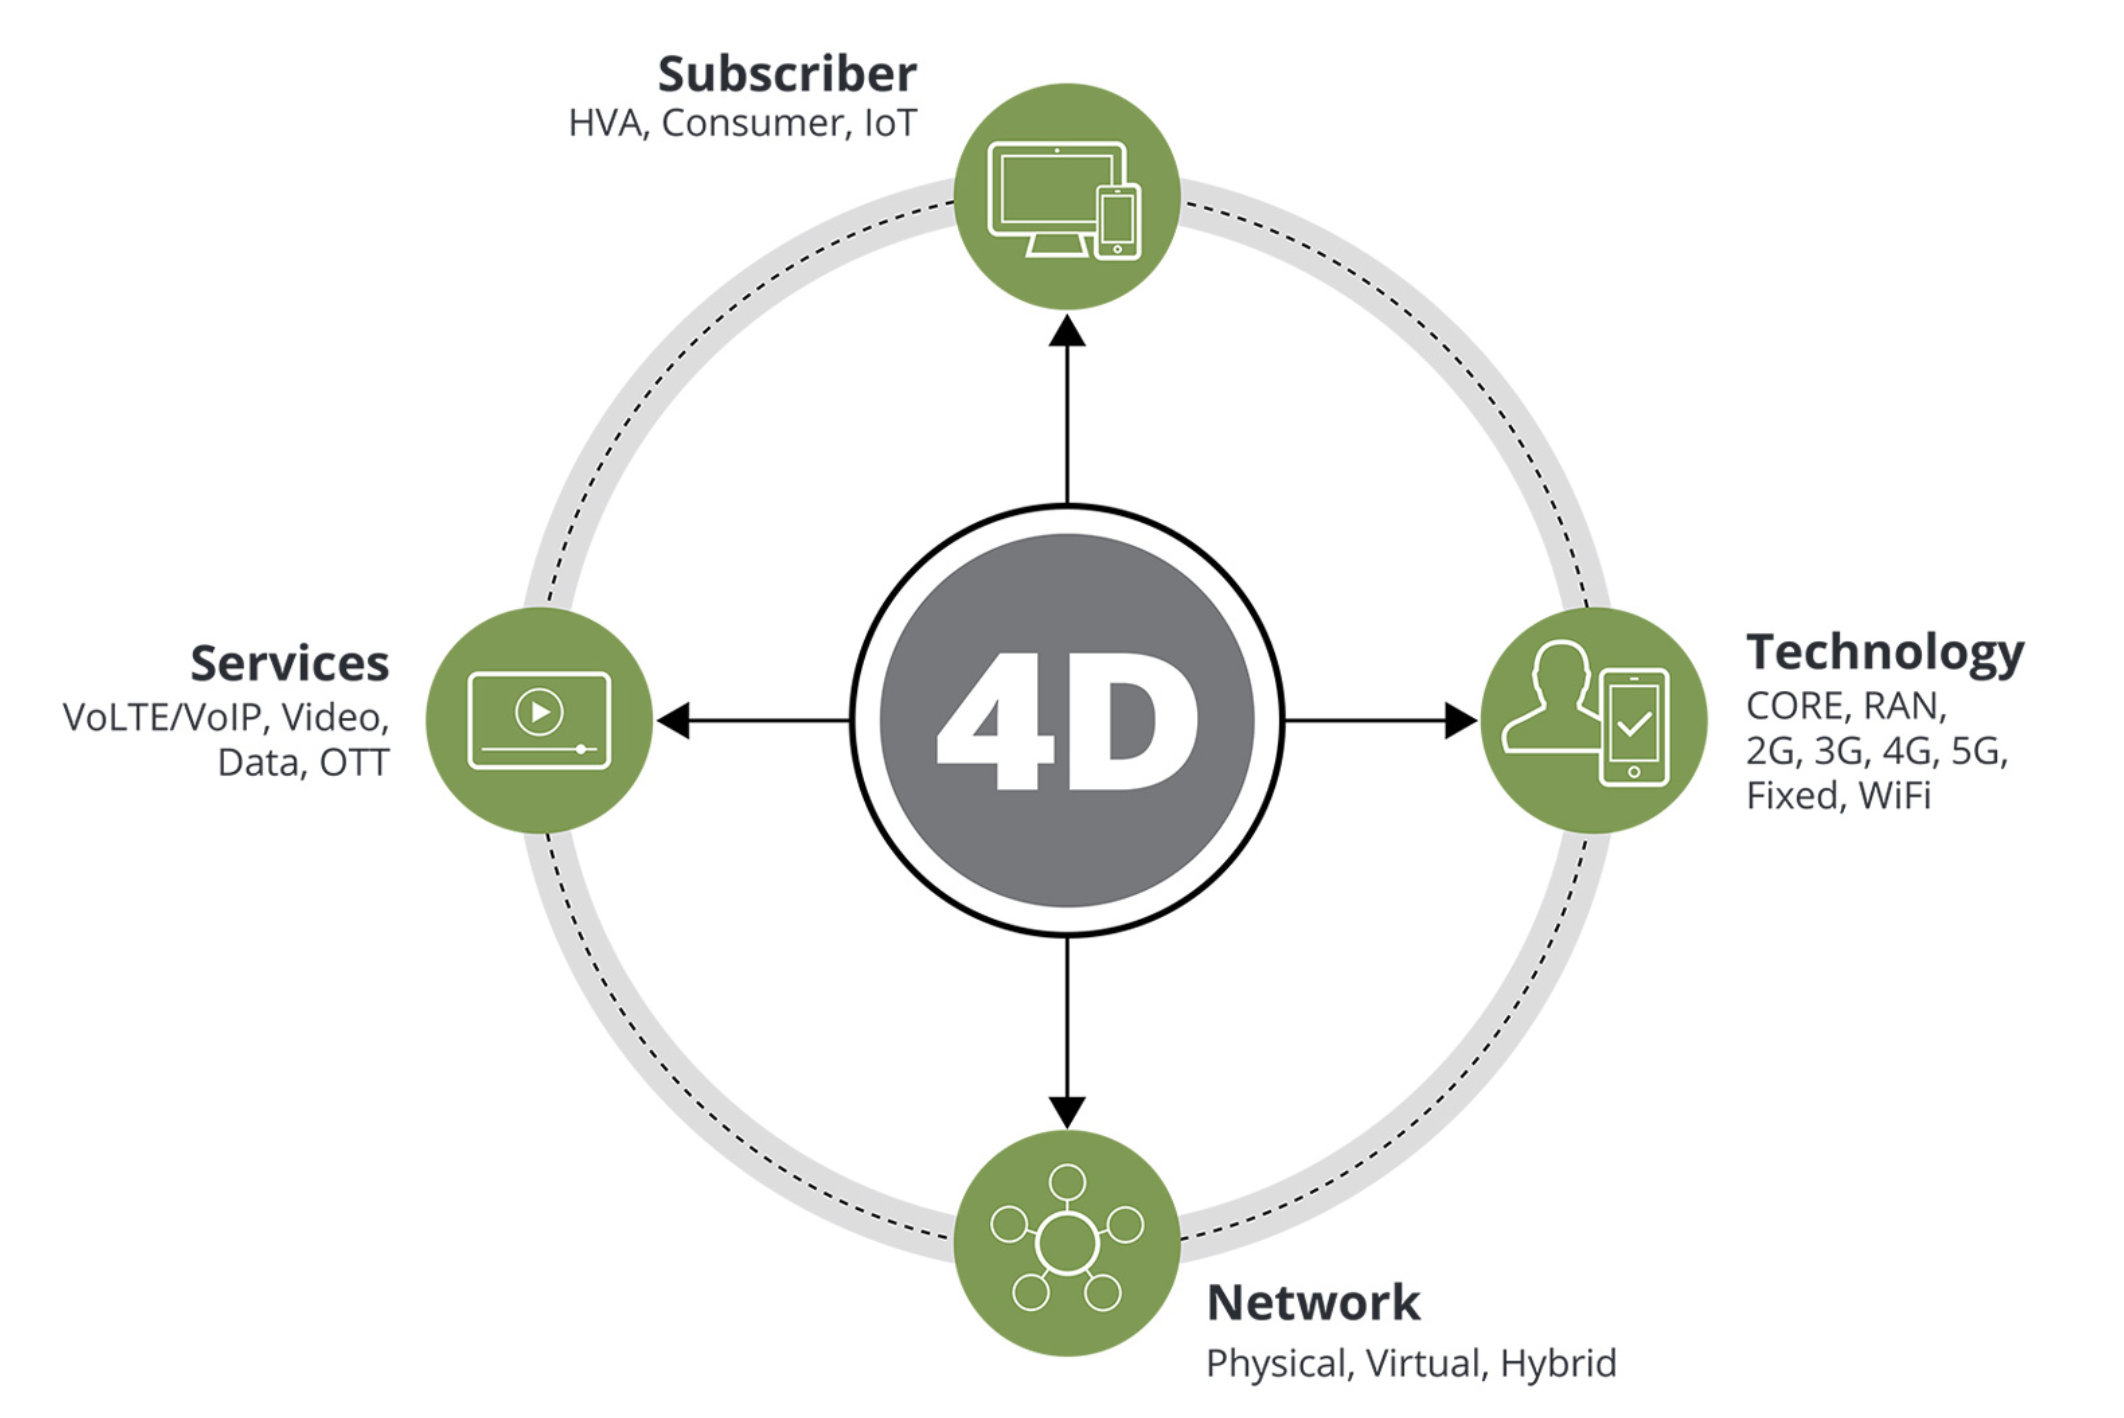 Subscriber
HVA, Consumer, IoT
Services
VoLTE/VoIP, Video,
Data, OTT
4D
Technology
CORE, RAN,
2G, 3G, 4G, 5G,
Fixed, WiFi
Network
Physical, Virtual, Hybrid